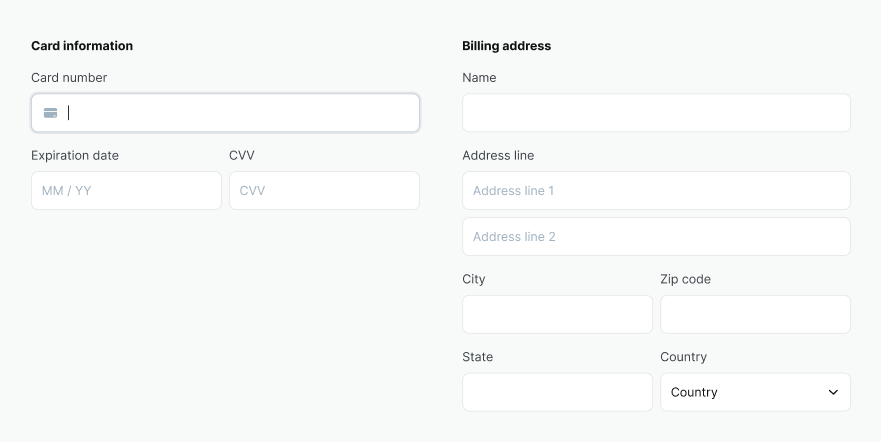 Card information
Card number
Expiration date
CVV
MM / YY
CVV
Billing address
Name
Address line
Address line 1
Address line 2
City
Zip code
State
Country
Country